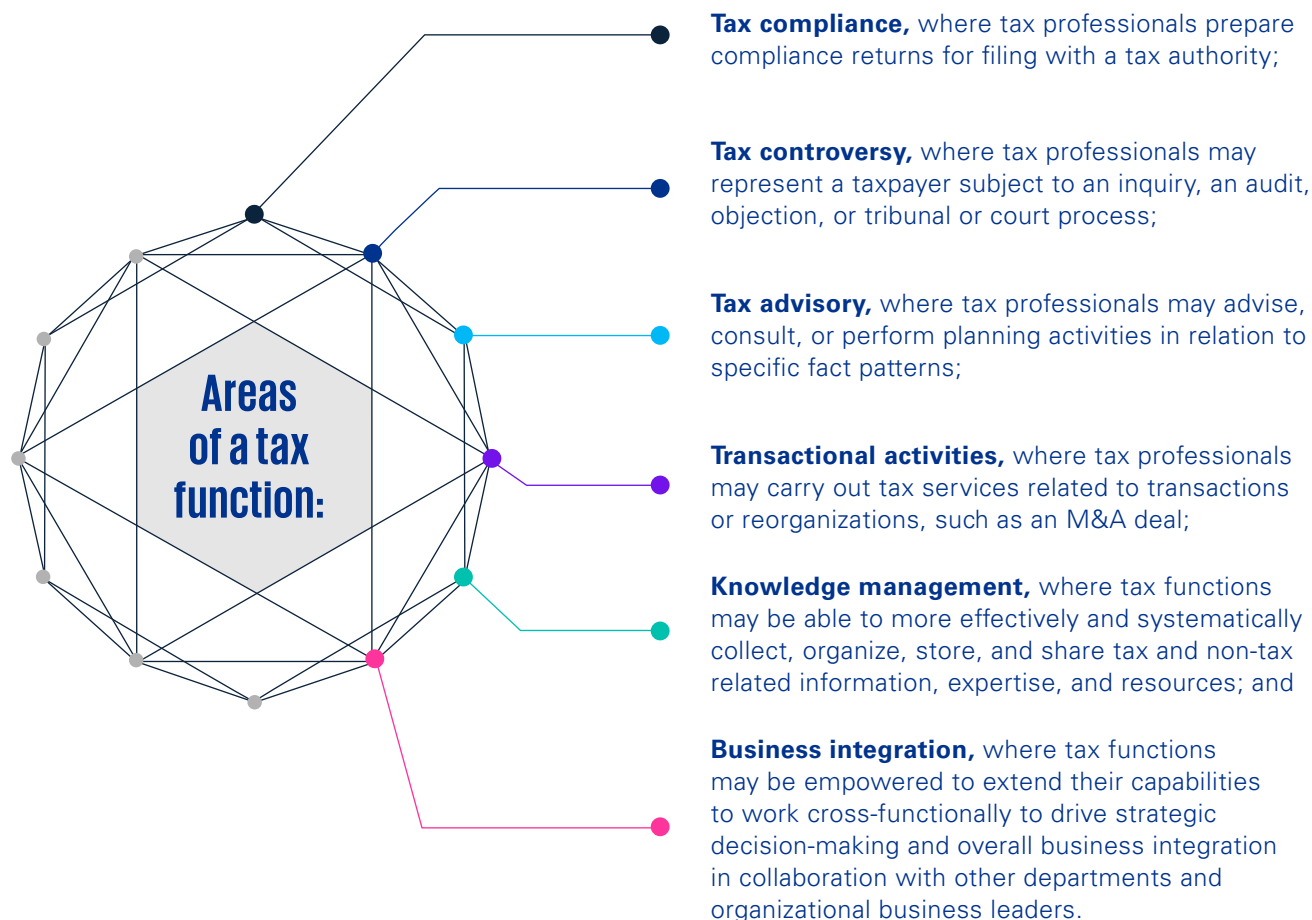 Tax compliance, where tax professionals prepare
compliance returns for filing with a tax authority;
Tax controversy, where tax professionals may
represent a taxpayer subject to an inquiry, an audit,
objection, or tribunal or court process;
Tax advisory, where tax professionals may advise,
consult, or perform planning activities in relation to
specific fact patterns;
Areas
of a tax
function:
Transactional activities, where tax professionals
may carry out tax services related to transactions
or reorganizations, such as an M&A deal;
Knowledge management, where tax functions
may be able to more effectively and systematically
collect, organize, store, and share tax and non-tax
related information, expertise, and resources; and
Business integration, where tax functions
may be empowered to extend their capabilities
to work cross-functionally to drive strategic
decision-making and overall business integration
in collaboration with other departments and
organizational business leaders.